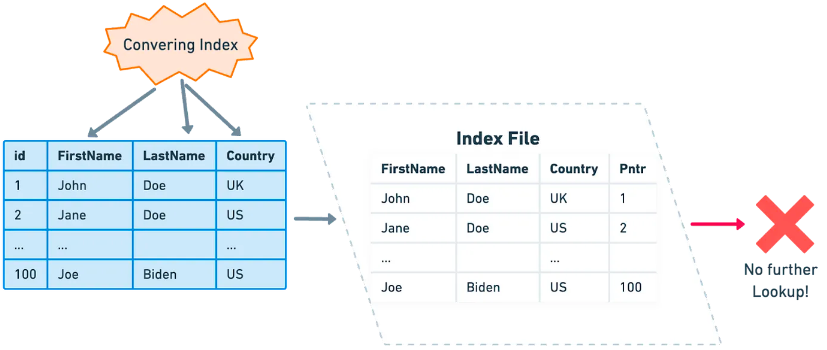 Convering Index
id FirstName LastName Country
1 John Doe UK
2 Jane Doe US
... ... ...
100 Joe Biden US
Index File
FirstName LastName Country Pntr
John Doe UK 1
Jane Doe US 2
... ...
Joe Biden US 100
No further
Lookup!